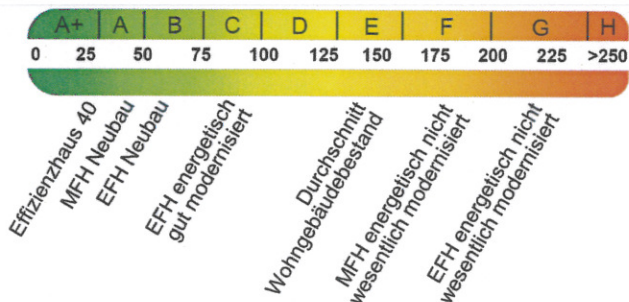 A+ A B C D E F G H
0 25 50 75 100 125 150 175 200 225 >250
Effizienzhaus 40
MFH Neubau
EFH Neubau
EFH energetisch
gut modernisiert
Durchschnitt
Wohngebäudebestand
MFH energetisch nicht
wesentlich modernisiert
EFH energetisch nicht
wesentlich modernisiert